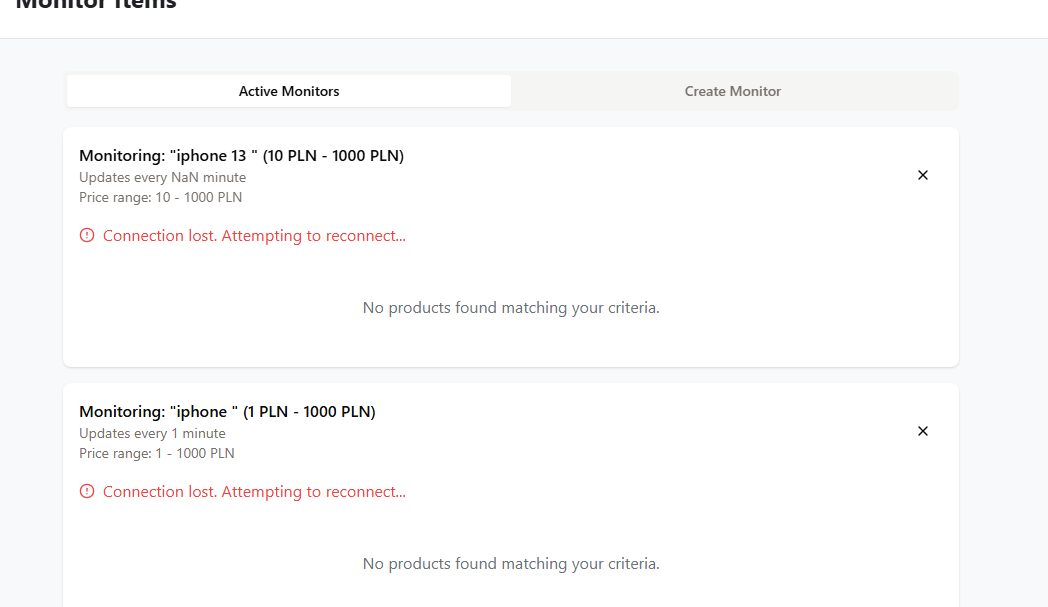 Monitor Items
Active Monitors
Create Monitor
Monitoring: "iphone 13 " (10 PLN - 1000 PLN)
Updates every NaN minute
Price range: 10 - 1000 PLN
Connection lost. Attempting to reconnect...
No products found matching your criteria.
Monitoring: "iphone " (1 PLN - 1000 PLN)
Updates every 1 minute
Price range: 1 - 1000 PLN
Connection lost. Attempting to reconnect...
No products found matching your criteria.